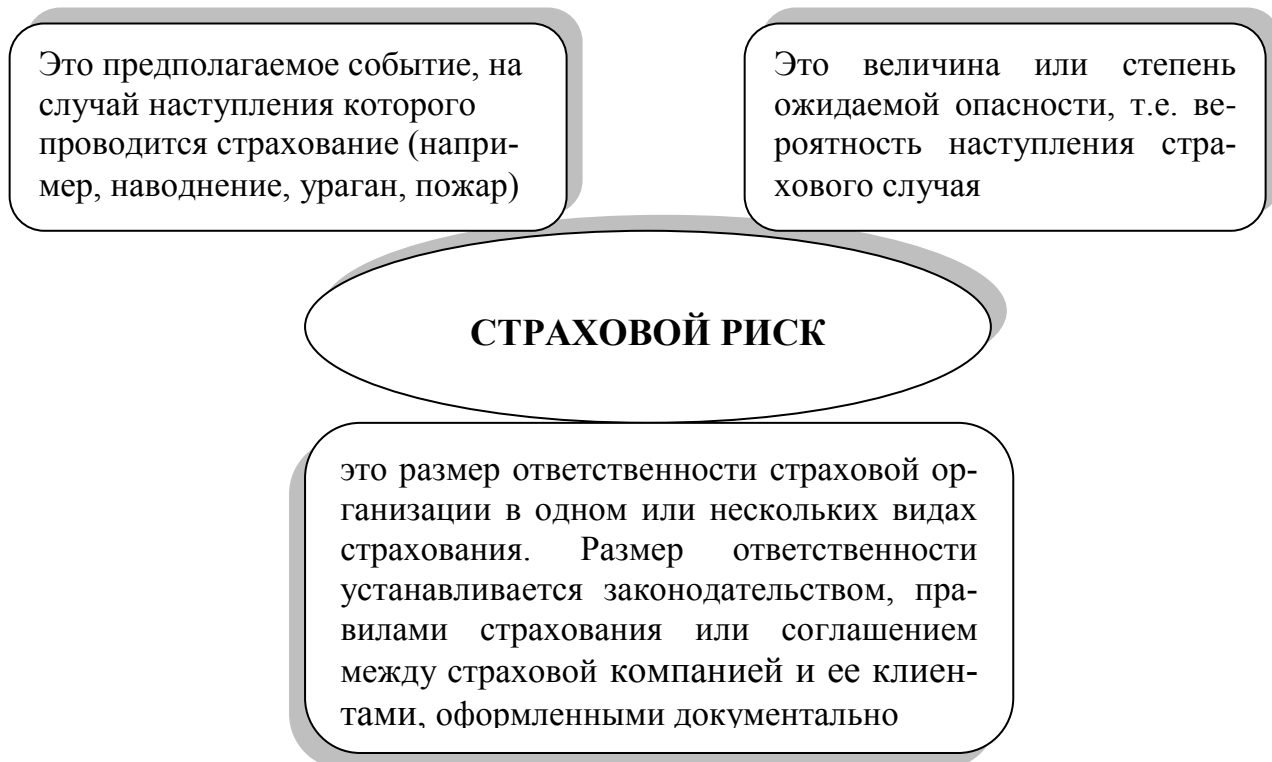 Это предполагаемое событие, на
случай наступления которого
проводится страхование (напри-
мер, наводнение, ураган, пожар)
Это величина или степень
ожидаемой опасности, т.е. ве-
роятность наступления стра-
хового случая
СТРАХОВОЙ РИСК
это размер ответственности страховой ор-
ганизации в одном или нескольких видах
страхования. Размер ответственности
устанавливается законодательством, пра-
вилами страхования или соглашением
между страховой компанией и ее клиен-
тами, оформленными документально